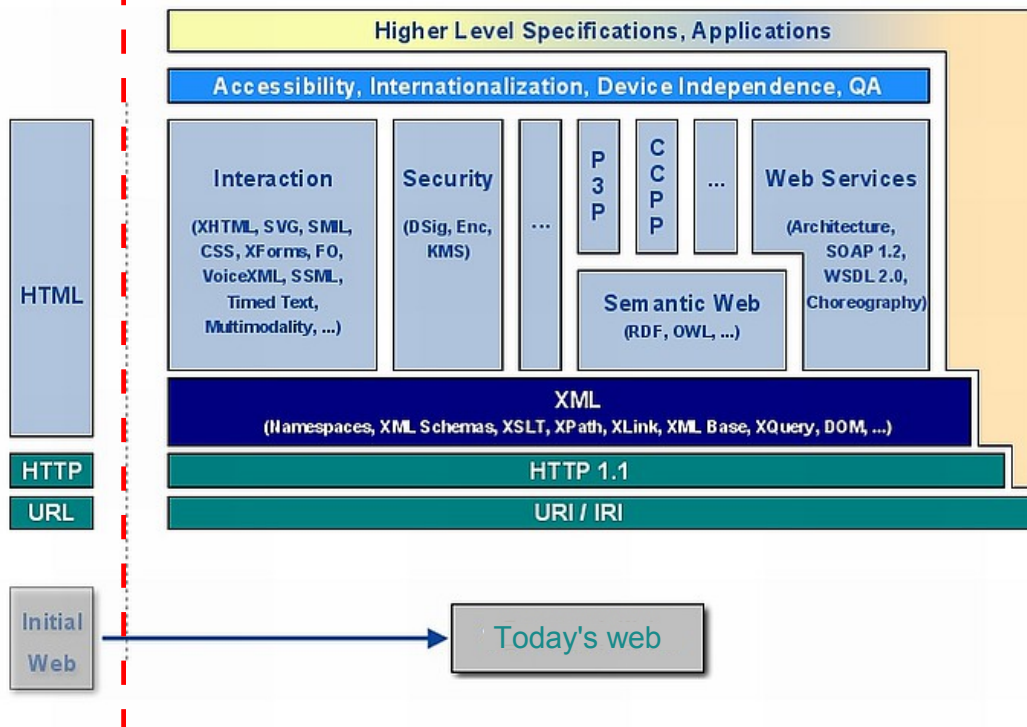 Higher Level Specifications, Applications
Accessibility, Internationalization, Device Independence, QA
HTML
HTTP
URL
Interaction
(XHTML, SVG, SMIL,
CSS, XForms, FO,
VoiceXML, SSML,
Timed Text,
Multimodality, ...)
Security
(DSig, Enc,
KMS)
...
P
3
P
C
C
P
P
...
Web Services
(Architecture,
SOAP 1.2,
WSDL 2.0,
Choreography)
Semantic Web
(RDF, OWL, ...)
XML
(Namespaces, XML Schemas, XSLT, XPath, XLink, XML Base, XQuery, DOM, ...)
HTTP 1.1
URI / IRI
Initial
Web
Today's web